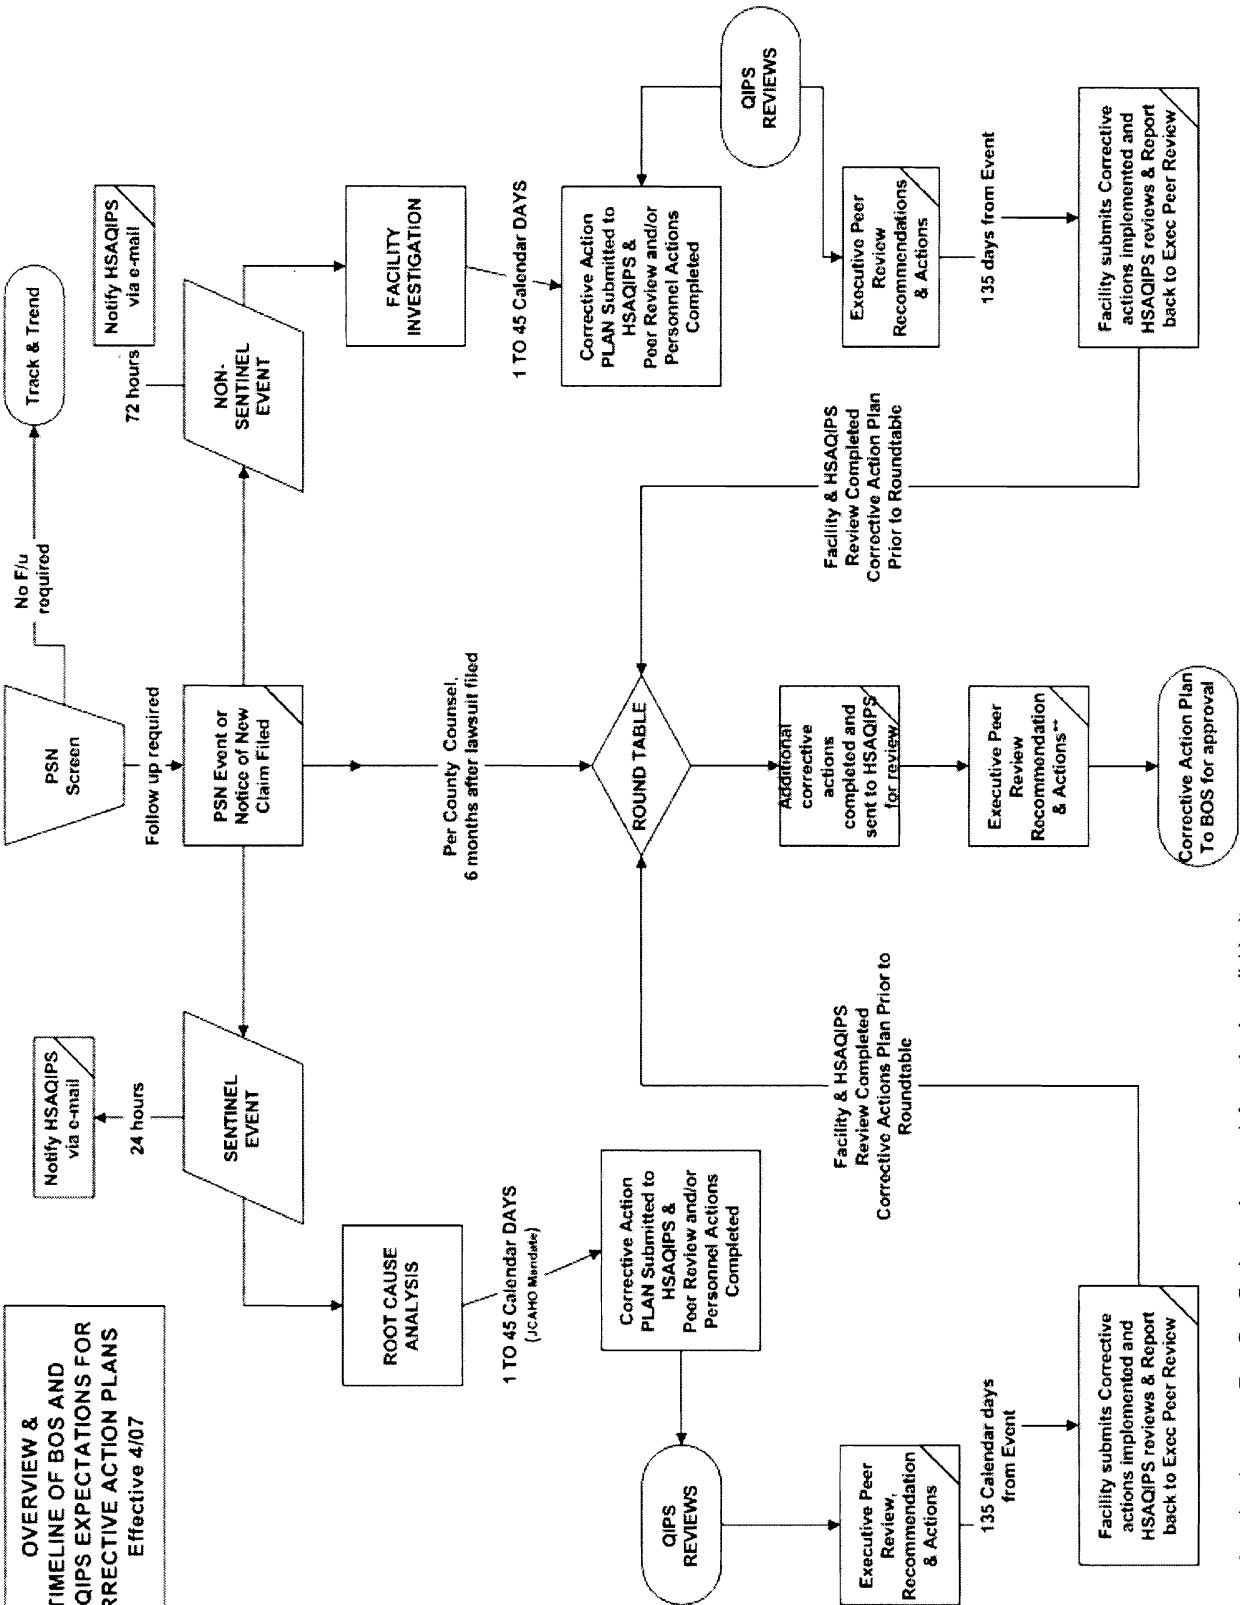 OVERVIEW &
TIMELINE OF BOS AND
QIPS EXPECTATIONS FOR
RRECTIVE ACTION PLANS
Effective 4/07
PSN
Screen
No F/u
required
Track & Trend
Follow up required
PSN Event or
Notice of New
Claim Filed
Notify HSAQIPS
via e-mail
24 hours
SENTINEL
EVENT
Notify HSAQIPS
via e-mail
72 hours
NON-
SENTINEL
EVENT
ROOT CAUSE
ANALYSIS
1 TO 45 Calendar DAYS
(JCAHO Mandate)
Corrective Action
PLAN Submitted to
HSAQIPS &
Peer Review and/or
Personnel Actions
Completed
QIPS
REVIEWS
Executive Peer
Review,
Recommendation
& Actions
135 Calendar days
from Event
Facility submits Corrective
actions implemented and
HSAQIPS reviews & Report
back to Exec Peer Review
Facility & HSAQIPS
Review Completed
Corrective Actions Plan Prior to
Roundtable
Per County Counsel,
6 months after lawsuit filed
ROUND TABLE
Additional
corrective
actions
completed and
sent to HSAQIPS
for review
Executive Peer
Review
Recommendation
& Actions**
Corrective Action Plan
To BOS for approval
FACILITY
INVESTIGATION
1 TO 45 Calendar DAYS
Corrective Action
PLAN Submitted to
HSAQIPS &
Peer Review and/or
Personnel Actions
Completed
QIPS
REVIEWS
Executive Peer
Review
Recommendations
& Actions
135 days from Event
Facility submits Corrective
actions implemented and
HSAQIPS reviews & Report
back to Exec Peer Review
Facility & HSAQIPS
Review Completed
Corrective Action Plan
Prior to Roundtable